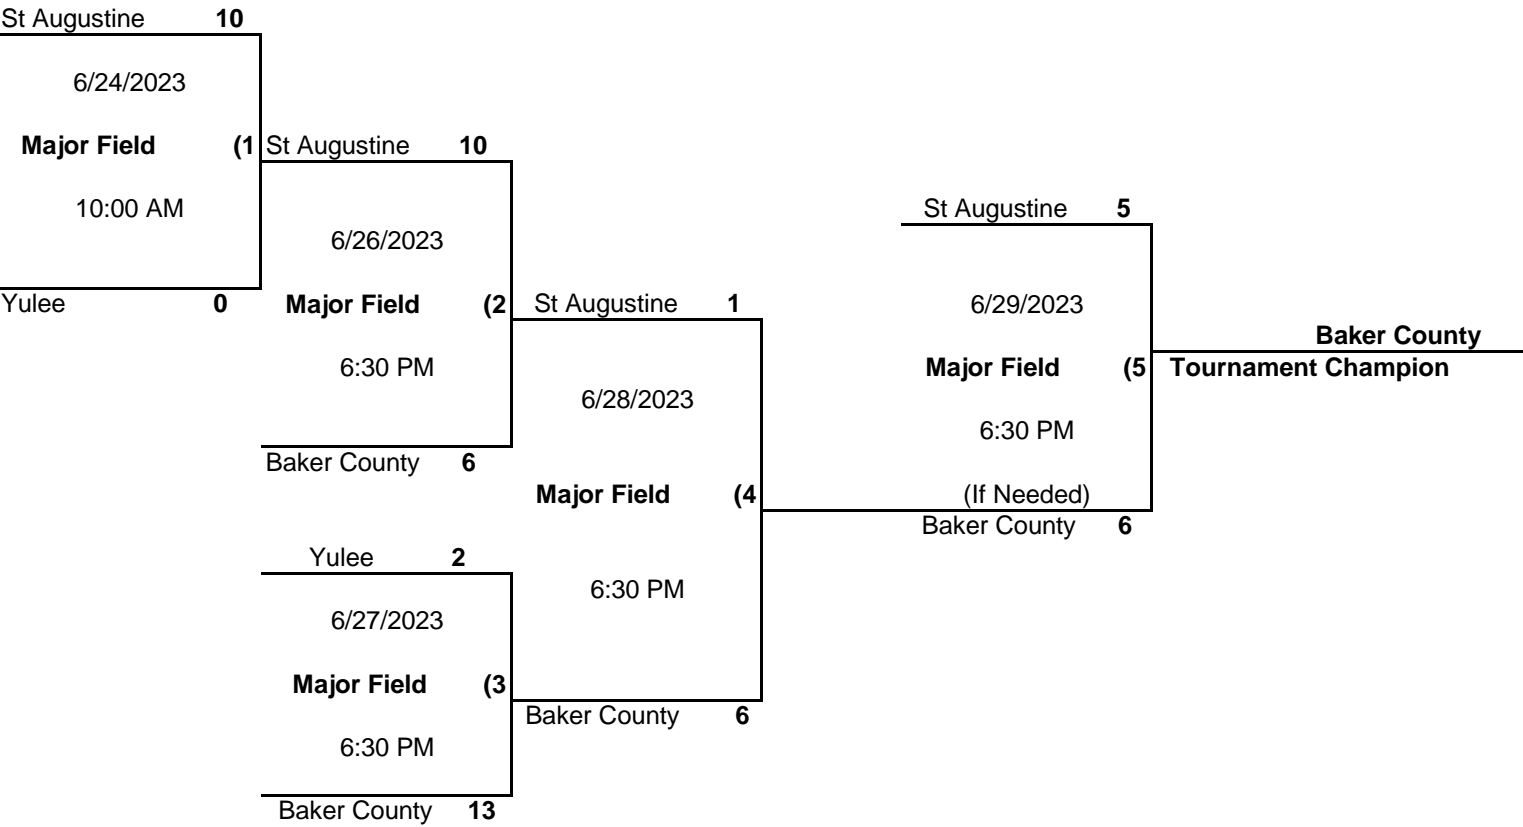 St Augustine 10
6/24/2023
Major Field (1
10:00 AM
Yulee 0
St Augustine 10
6/26/2023
Major Field (2
6:30 PM
Baker County 6
Yulee 2
6/27/2023
Major Field (3
6:30 PM
Baker County 13
St Augustine 1
6/28/2023
Major Field (4
6:30 PM
Baker County 6
St Augustine 5
6/29/2023
Major Field (5
6:30 PM
(If Needed)
Baker County 6
Baker County
Tournament Champion